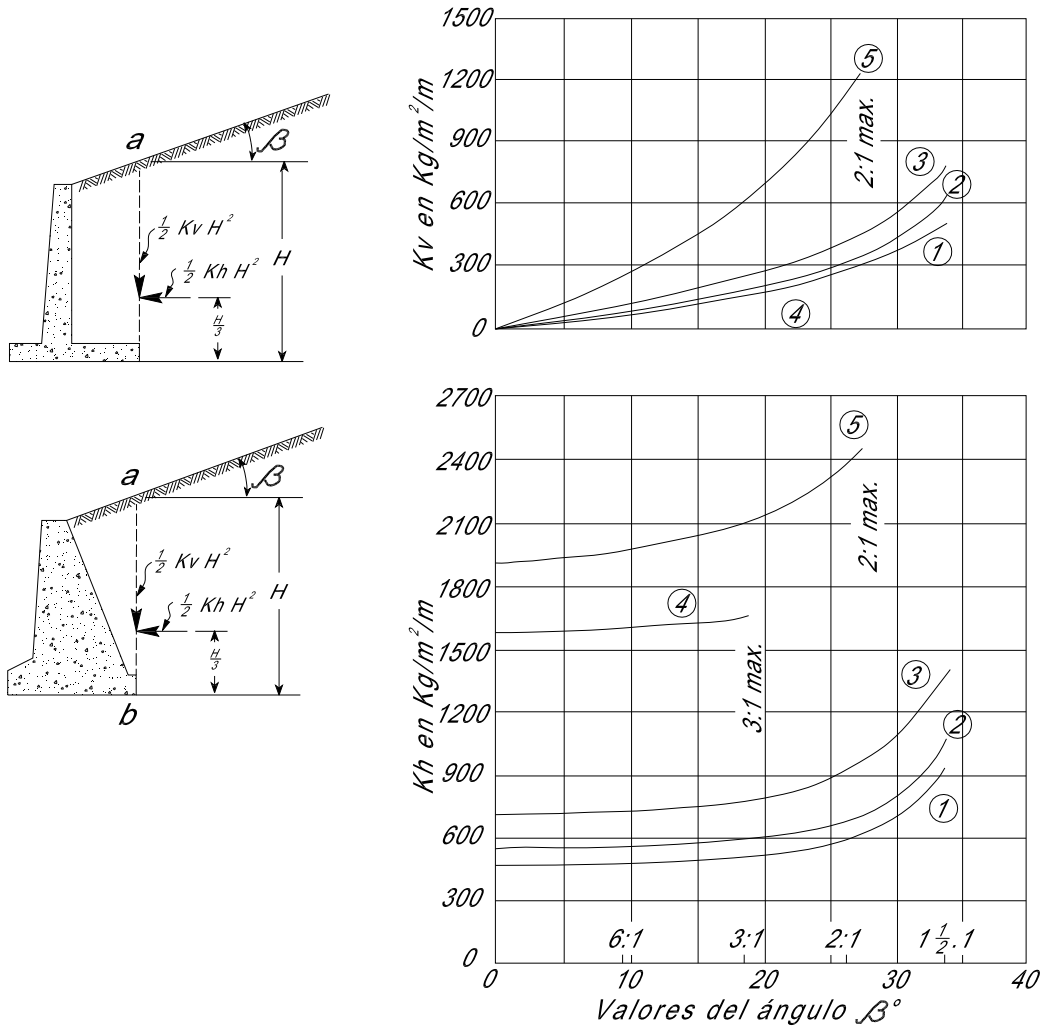 a
β
½ Kv H²
½ Kh H²
H
H/3
a
β
½ Kv H²
½ Kh H²
H
H/3
b
Kv en Kg/m²/m
1500
1200
900
600
300
0
5
2:1 max.
3
2
1
4
Kh en Kg/m²/m
2700
2400
2100
1800
1500
1200
900
600
300
0
5
2:1 max.
4
3:1 max.
3
2
1
6:1
3:1
2:1
1 ½.1
0
10
20
30
40
Valores del ángulo β°